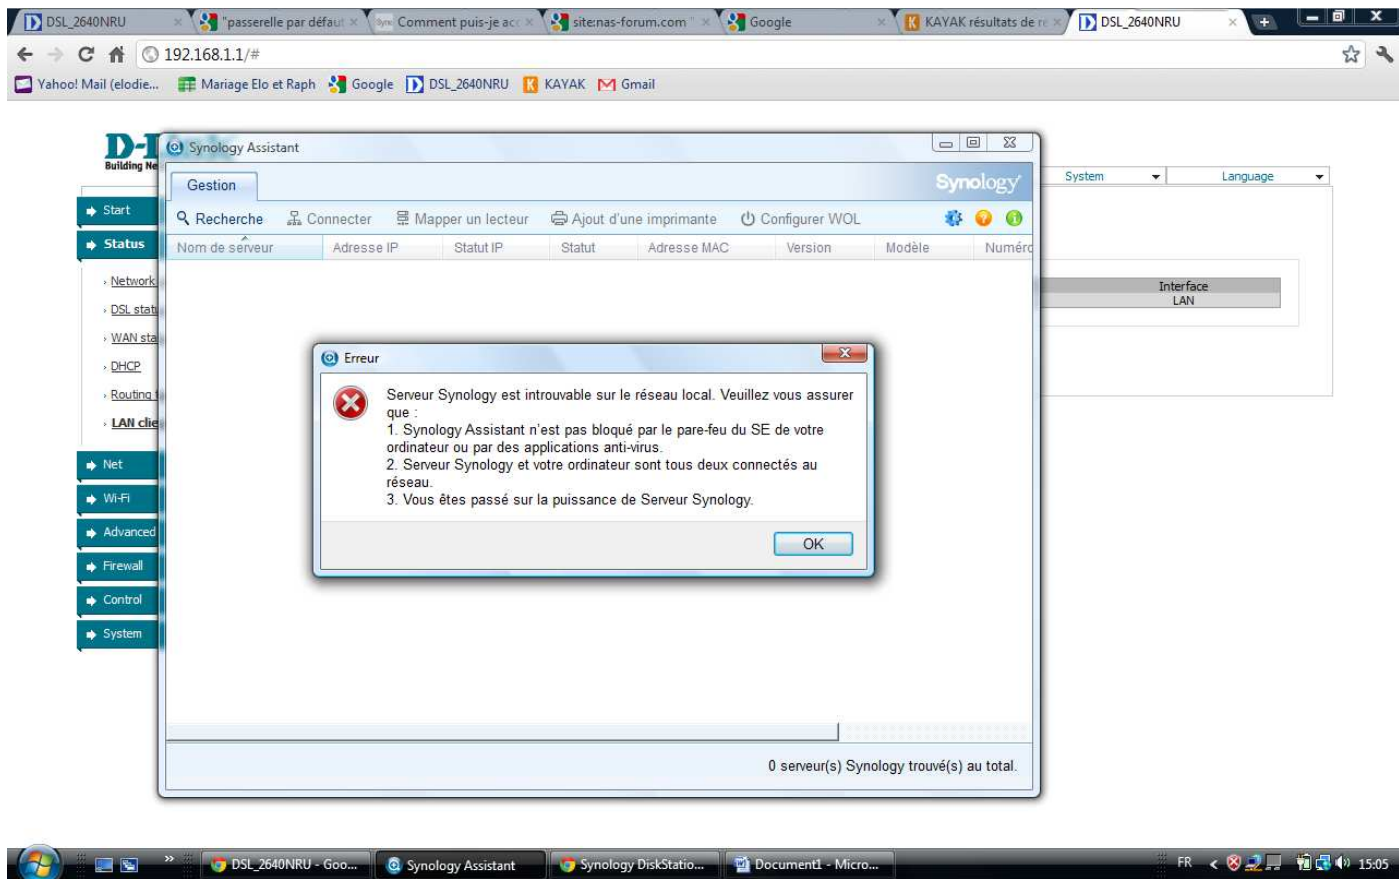 DSL_2640NRU
"passerelle par défaut
Comment puis-je acc
site:nas-forum.com "
Google
KAYAK résultats de re
DSL_2640NRU
192.168.1.1/#
Yahoo! Mail (elodie...
Mariage Elo et Raph
Google
DSL_2640NRU
KAYAK
Gmail
Building Ne
Synology Assistant
System
Language
Gestion
Synology
Start
Recherche
Connecter
Mapper un lecteur
Ajout d'une imprimante
Configurer WOL
Status
Nom de serveur
Adresse IP
Statut IP
Statut
Adresse MAC
Version
Modèle
Numéro
Network
Interface
LAN
DSL stat
WAN sta
DHCP
Routing t
LAN clie
Net
Wi-Fi
Advanced
Firewall
Control
System
Erreur
Serveur Synology est introuvable sur le réseau local. Veuillez vous assurer
que :
1. Synology Assistant n'est pas bloqué par le pare-feu du SE de votre
ordinateur ou par des applications anti-virus.
2. Serveur Synology et votre ordinateur sont tous deux connectés au
réseau.
3. Vous êtes passé sur la puissance de Serveur Synology.
OK
0 serveur(s) Synology trouvé(s) au total.
DSL_2640NRU - Goo...
Synology Assistant
Synology DiskStatio...
Document1 - Micro...
FR
15:05